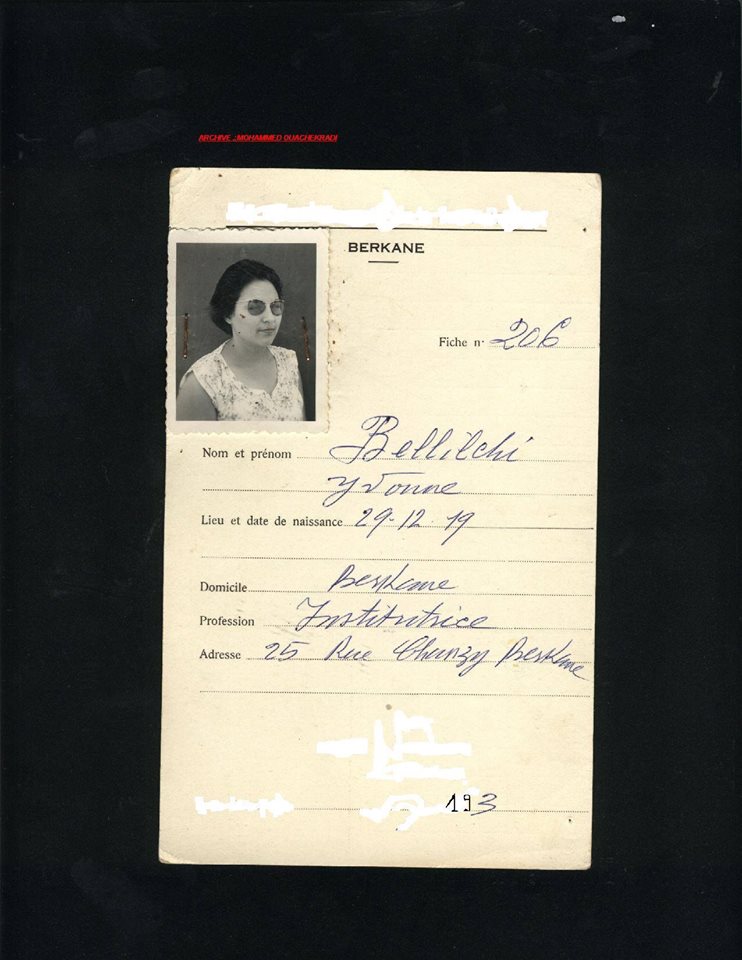 ARCHIVE .:MOHAMMED OUACHEKRADI
BERKANE
Fiche n· 206
Nom et prénom Bellilchi
Yvonne
Lieu et date de naissance 29-12-19
Domicile Berkane
Profession Institutrice
Adresse 25 Rue Chanzy Berkane
193